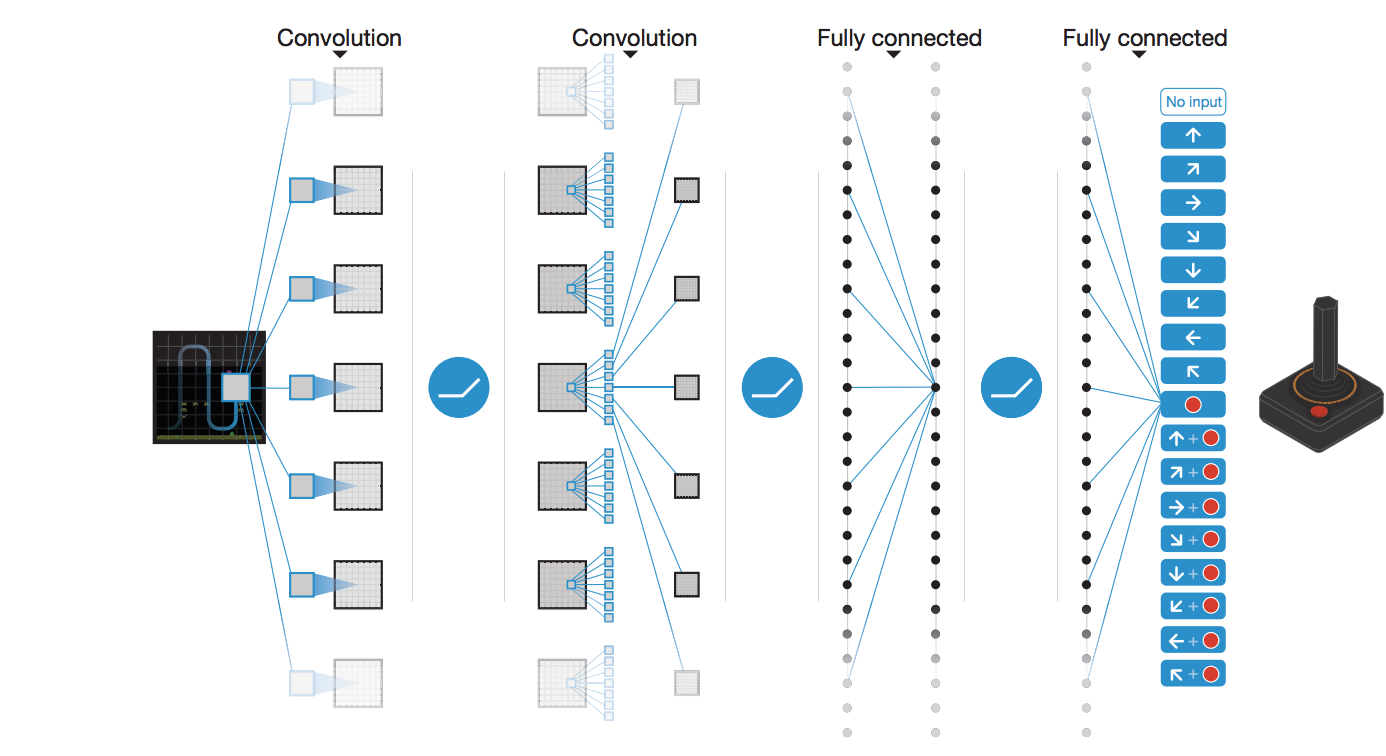 Convolution
Convolution
Fully connected
Fully connected
No input
+
+
+
+
+
+
+
+